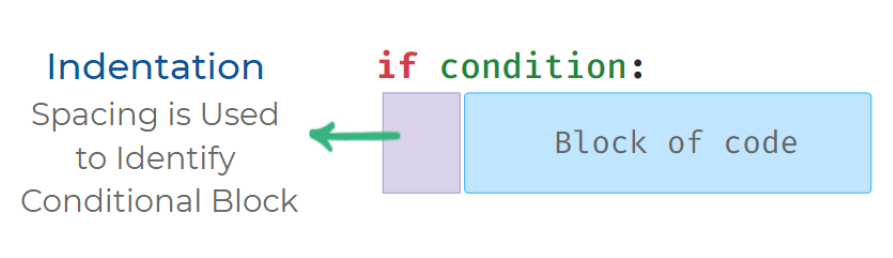 Indentation
Spacing is Used
to Identify
Conditional Block
if condition:
Block of code